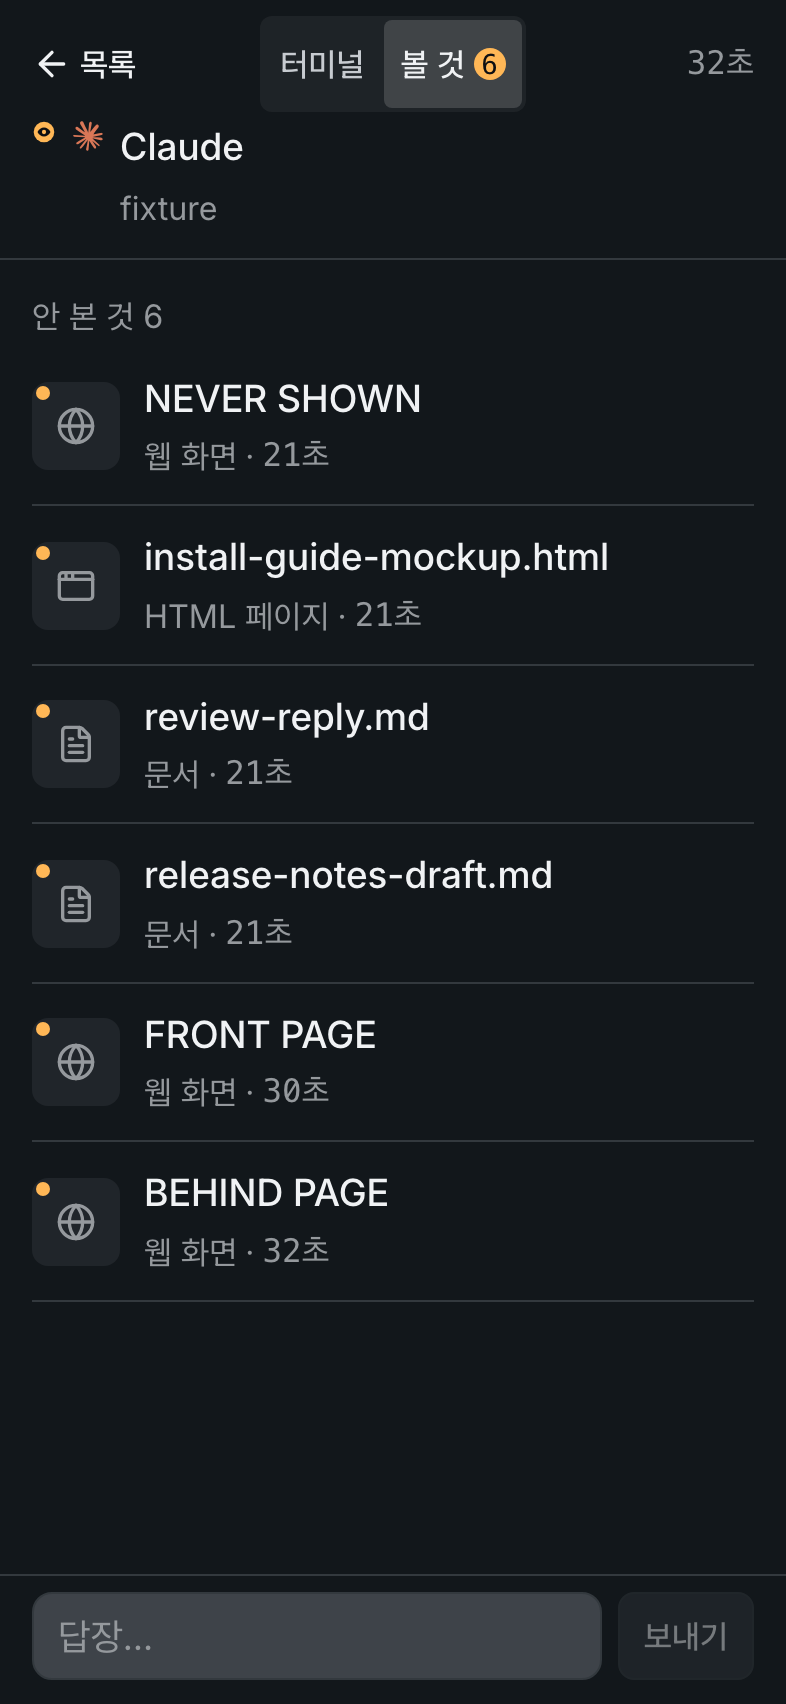 ← 목록
터미널
볼 것 6
32초
Claude
fixture
안 본 것 6
NEVER SHOWN
웹 화면 · 21초
install-guide-mockup.html
HTML 페이지 · 21초
review-reply.md
문서 · 21초
release-notes-draft.md
문서 · 21초
FRONT PAGE
웹 화면 · 30초
BEHIND PAGE
웹 화면 · 32초
답장...
보내기